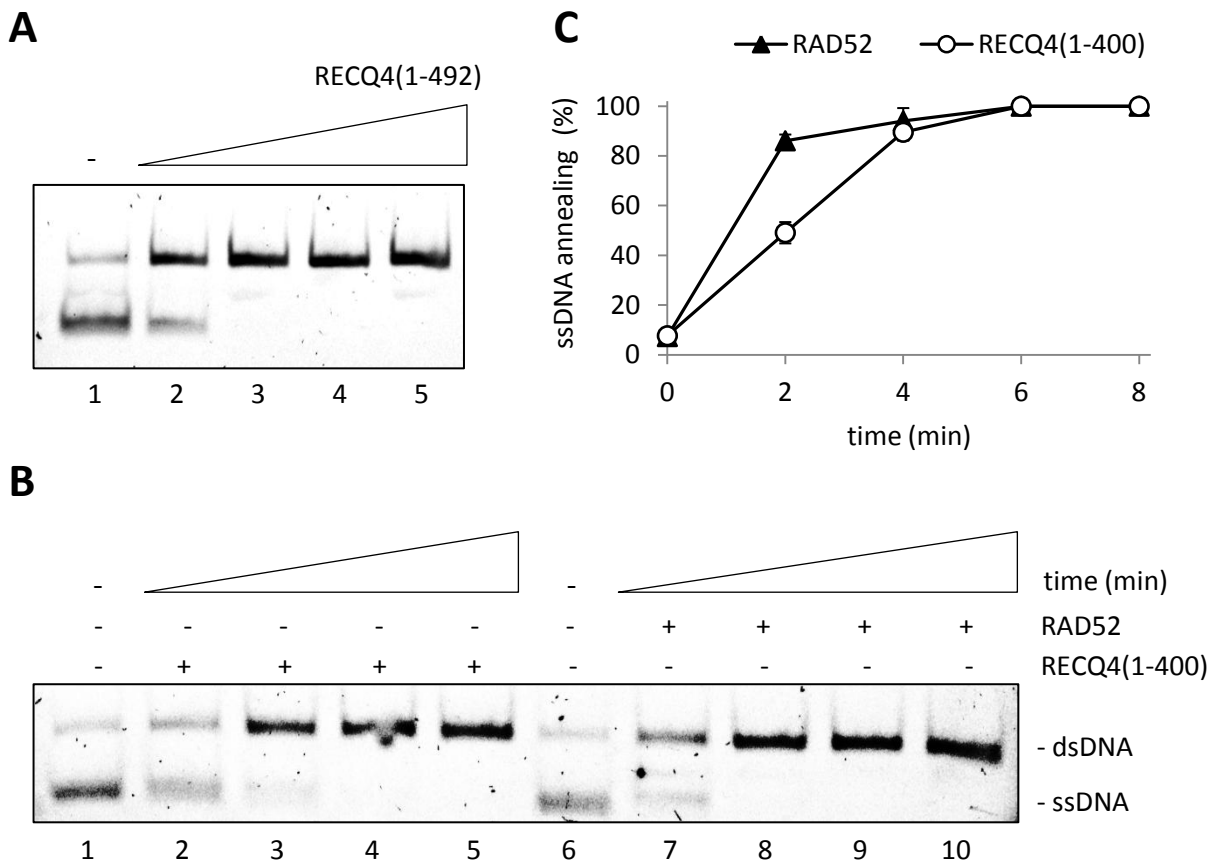 A
RECQ4(1-492)
-
1 2 3 4 5
C
RAD52 RECQ4(1-400)
ssDNA annealing (%)
100
80
60
40
20
0
0 2 4 6 8
time (min)
B
- - time (min)
- - - - - - + + + + RAD52
- + + + + - - - - - RECQ4(1-400)
- dsDNA
- ssDNA
1 2 3 4 5 6 7 8 9 10